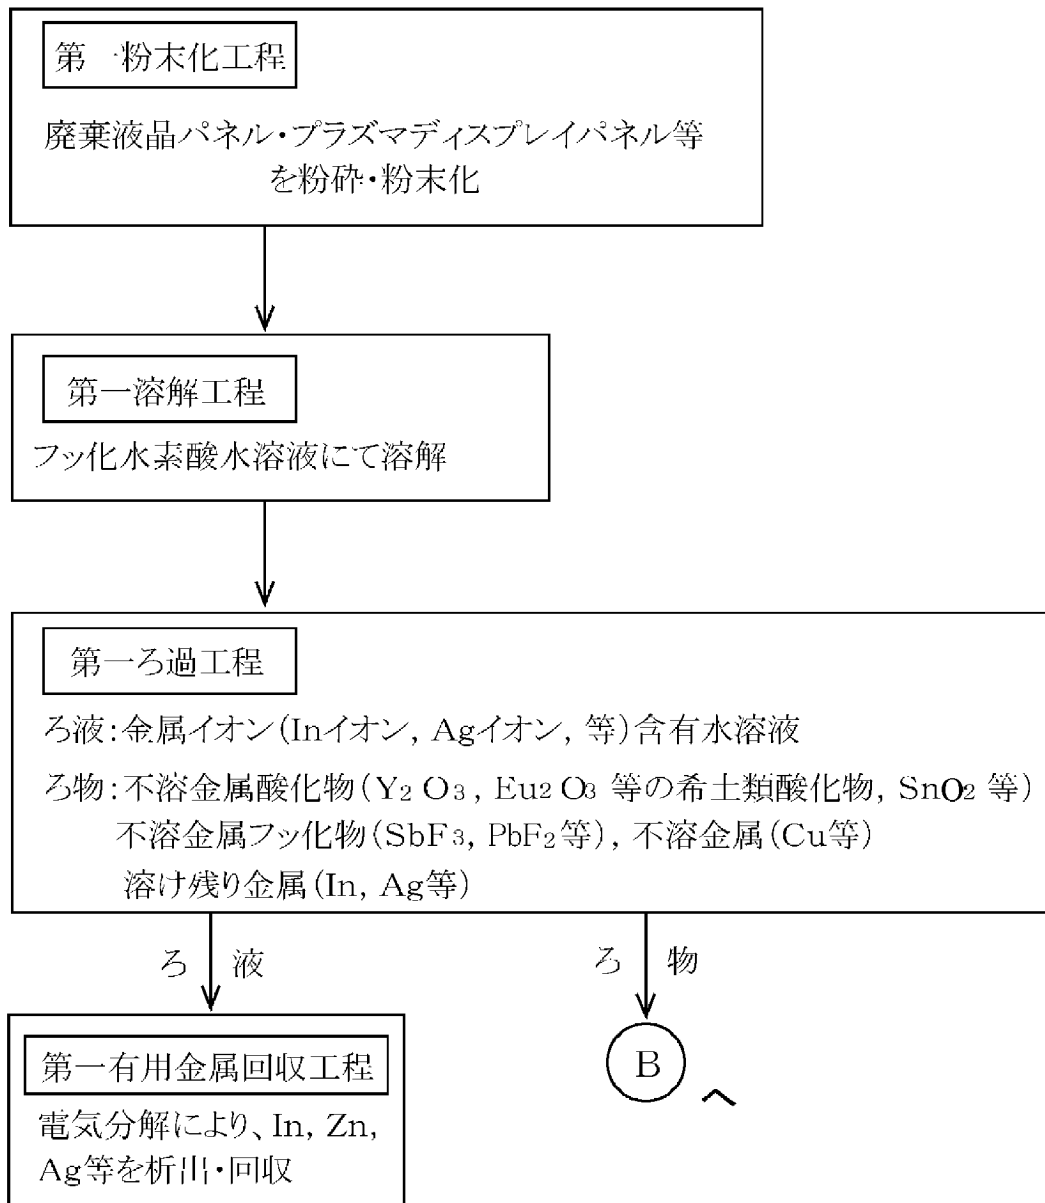 第一粉末化工程
廃棄液晶パネル・プラズマディスプレイパネル等
を粉砕・粉末化
第一溶解工程
フッ化水素酸水溶液にて溶解
第一ろ過工程
ろ液:金属イオン(Inイオン, Agイオン, 等)含有水溶液
ろ物:不溶金属酸化物(Y₂O₃, Eu₂O₃ 等の希土類酸化物, SnO₂ 等)
不溶金属フッ化物(SbF₃, PbF₂等), 不溶金属(Cu等)
溶け残り金属(In, Ag等)
ろ 液
ろ 物
第一有用金属回収工程
電気分解により、In, Zn,
Ag等を析出・回収
B へ